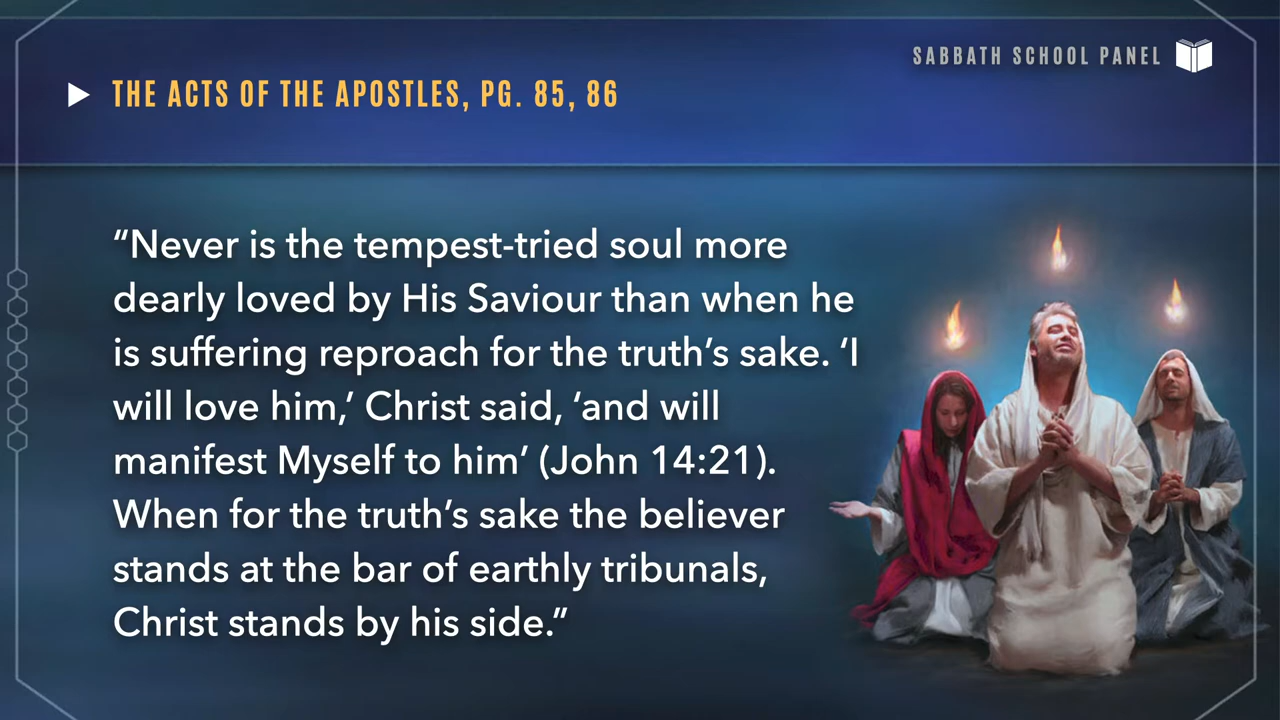 SABBATH SCHOOL PANEL
THE ACTS OF THE APOSTLES, PG. 85, 86
“Never is the tempest-tried soul more
dearly loved by His Saviour than when he
is suffering reproach for the truth’s sake. ‘I
will love him,’ Christ said, ‘and will
manifest Myself to him’ (John 14:21).
When for the truth’s sake the believer
stands at the bar of earthly tribunals,
Christ stands by his side.”